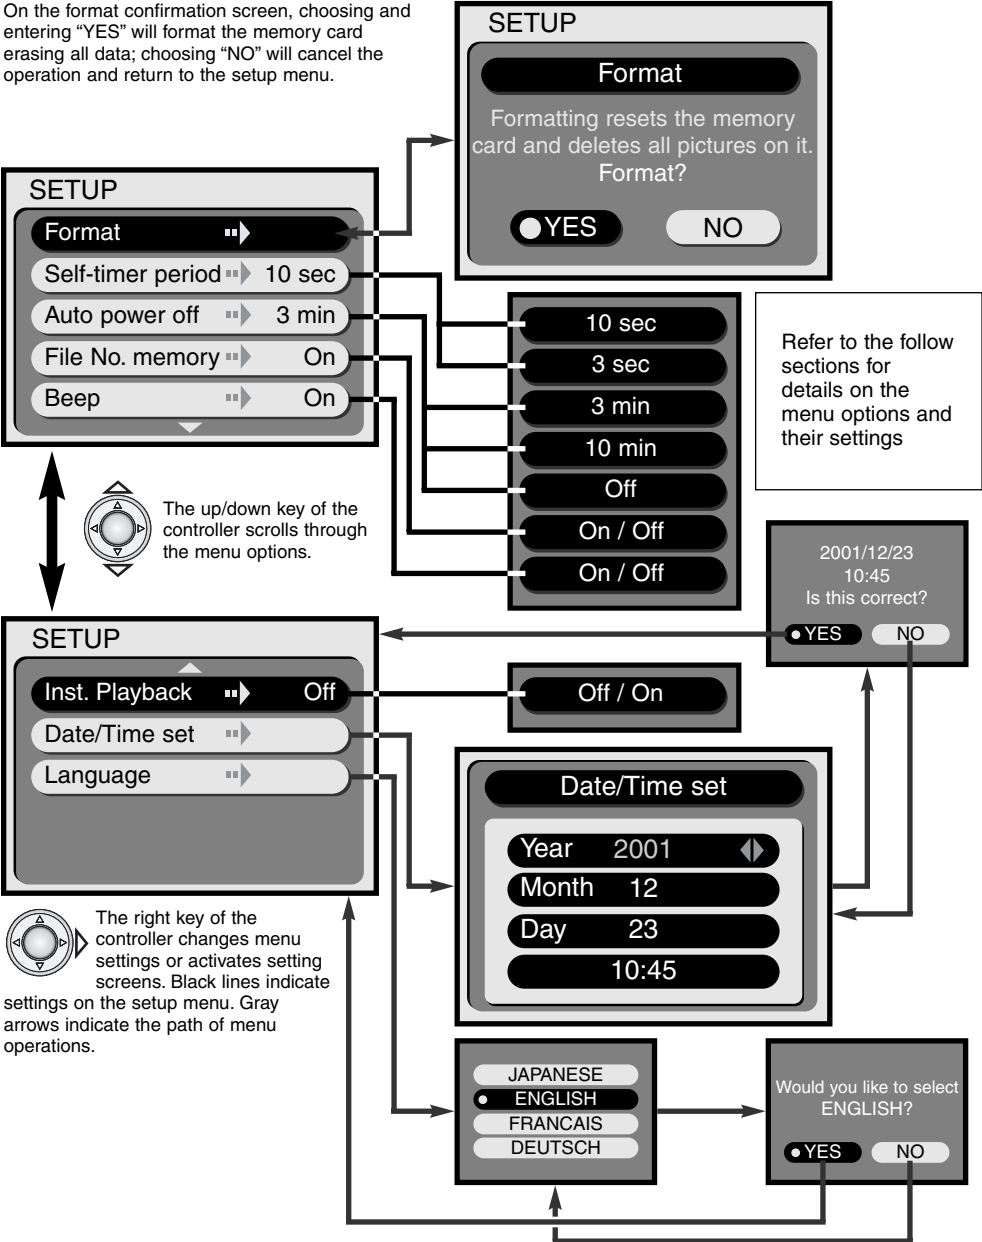 On the format confirmation screen, choosing and
entering “YES” will format the memory card
erasing all data; choosing “NO” will cancel the
operation and return to the setup menu.
SETUP
Format
Formatting resets the memory
card and deletes all pictures on it.
Format?
YES
NO
SETUP
Format
Self-timer period 10 sec
Auto power off 3 min
File No. memory On
Beep On
10 sec
3 sec
3 min
10 min
Off
On / Off
On / Off
Refer to the follow
sections for
details on the
menu options and
their settings
The up/down key of the
controller scrolls through
the menu options.
2001/12/23
10:45
Is this correct?
YES
NO
SETUP
Inst. Playback Off
Date/Time set
Language
Off / On
Date/Time set
Year 2001
Month 12
Day 23
10:45
The right key of the
controller changes menu
settings or activates setting
screens. Black lines indicate
settings on the setup menu. Gray
arrows indicate the path of menu
operations.
JAPANESE
ENGLISH
FRANCAIS
DEUTSCH
Would you like to select
ENGLISH?
YES
NO